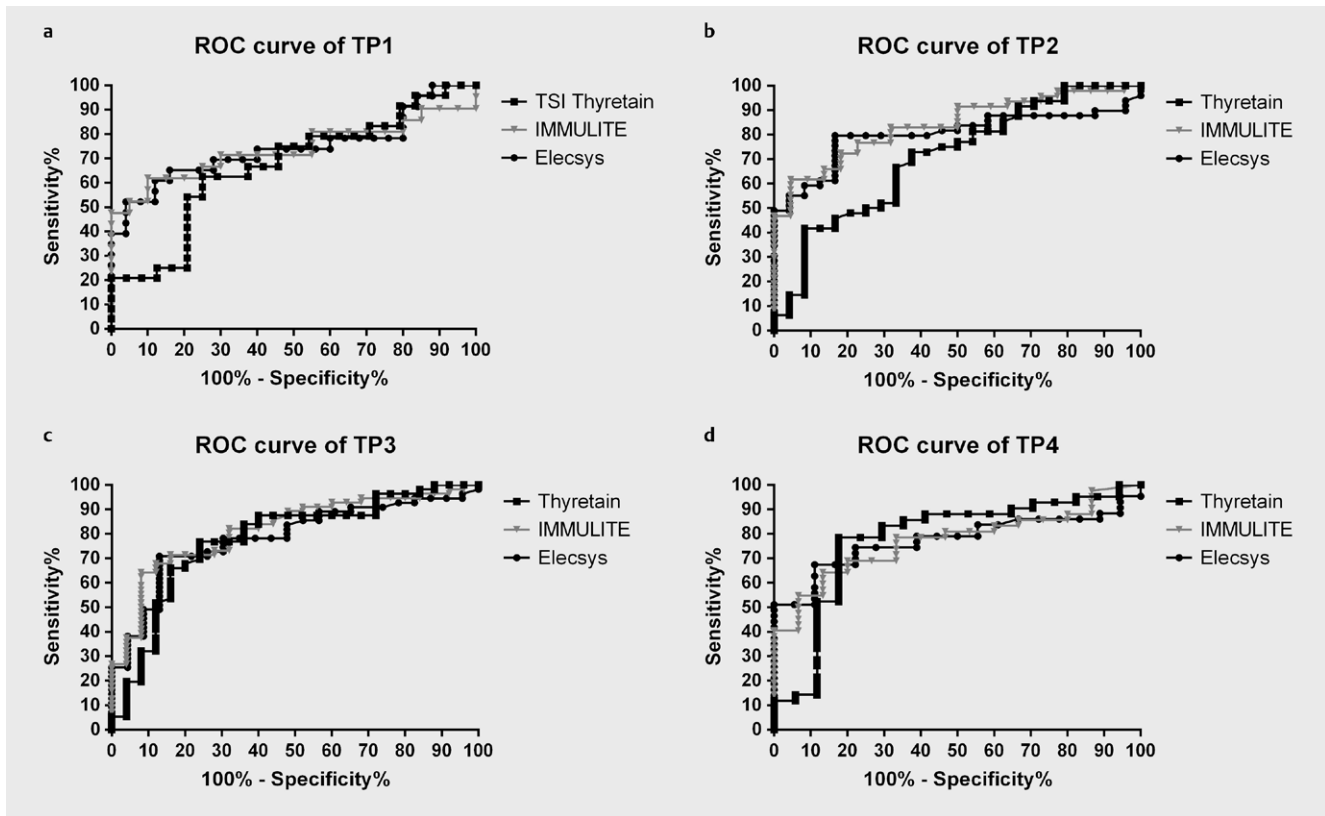 a
ROC curve of TP1
Sensitivity%
100
90
80
70
60
50
40
30
20
10
0
0 10 20 30 40 50 60 70 80 90 100
100% - Specificity%
TSI Thyretain
IMMULITE
Elecsys
b
ROC curve of TP2
Sensitivity%
100
90
80
70
60
50
40
30
20
10
0
0 10 20 30 40 50 60 70 80 90 100
100% - Specificity%
Thyretain
IMMULITE
Elecsys
c
ROC curve of TP3
Sensitivity%
100
90
80
70
60
50
40
30
20
10
0
0 10 20 30 40 50 60 70 80 90 100
100% - Specificity%
Thyretain
IMMULITE
Elecsys
d
ROC curve of TP4
Sensitivity%
100
90
80
70
60
50
40
30
20
10
0
0 10 20 30 40 50 60 70 80 90 100
100% - Specificity%
Thyretain
IMMULITE
Elecsys